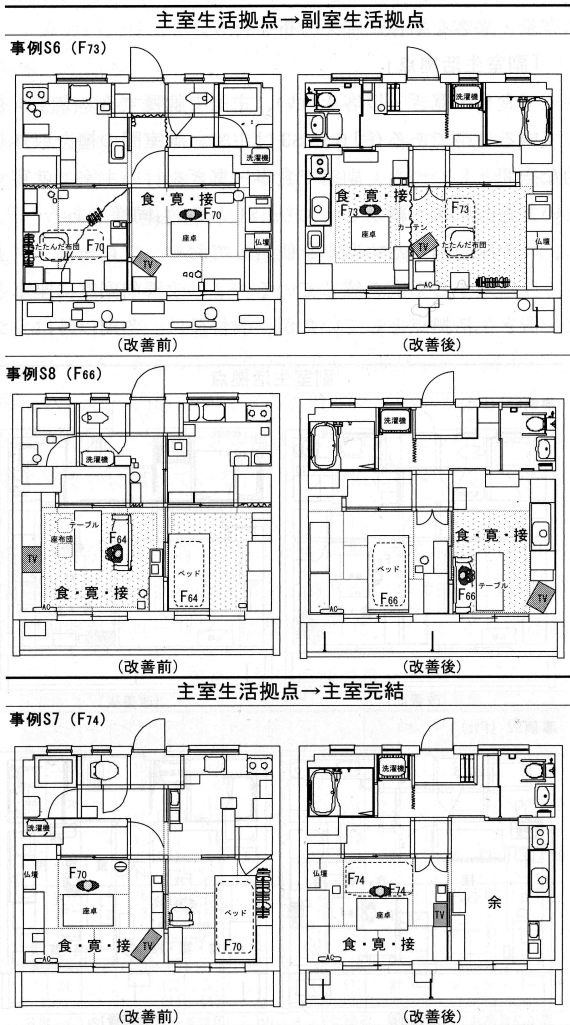 主室生活拠点→副室生活拠点
事例S6（F73）
洗濯機
食・寛・接
F70
座卓
仏壇
たたんだ布団
F70
TV
（改善前）
洗濯機
食・寛・接
F73
座卓
カーテン
TV
F73
たたんだ布団
仏壇
AC
（改善後）
事例S8（F66）
洗濯機
テーブル
座布団
F64
TV
食・寛・接
AC
ベッド
F64
（改善前）
洗濯機
ベッド
F66
AC
食・寛・接
F66
テーブル
TV
（改善後）
主室生活拠点→主室完結
事例S7（F74）
洗濯機
仏壇
F70
座卓
食・寛・接
TV
AC
ベッド
F70
（改善前）
洗濯機
仏壇
F74
F74
座卓
TV
食・寛・接
AC
余
（改善後）